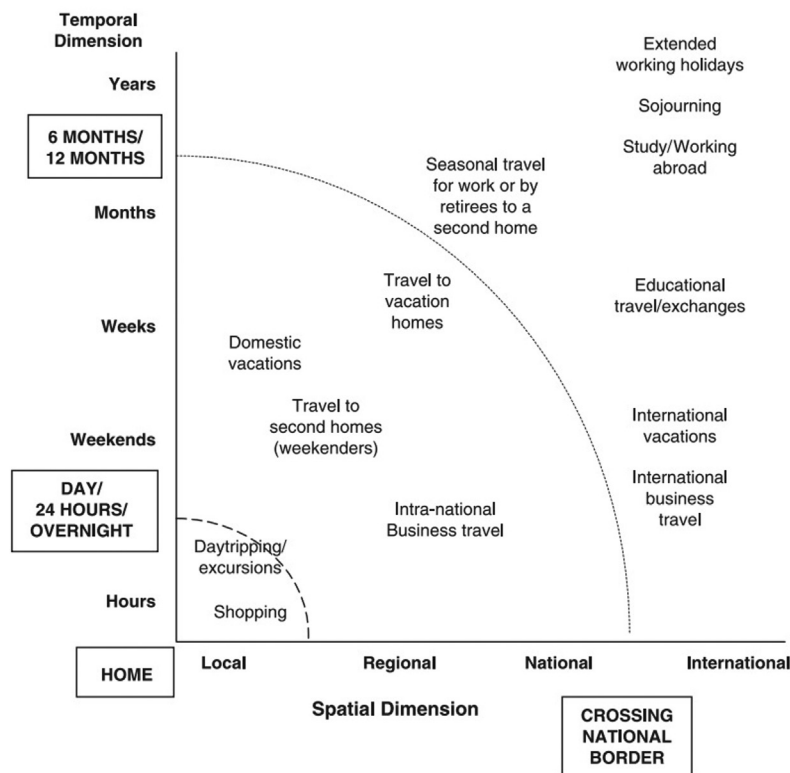 Temporal
Dimension
Years
6 MONTHS/
12 MONTHS
Months
Weeks
Weekends
DAY/
24 HOURS/
OVERNIGHT
Hours
HOME
Extended
working holidays
Sojourning
Study/Working
abroad
Seasonal travel
for work or by
retirees to a
second home
Travel to
vacation
homes
Educational
travel/exchanges
Domestic
vacations
Travel to
second homes
(weekenders)
International
vacations
International
business
travel
Intra-national
Business travel
Daytripping/
excursions
Shopping
Local
Regional
National
International
Spatial Dimension
CROSSING
NATIONAL
BORDER